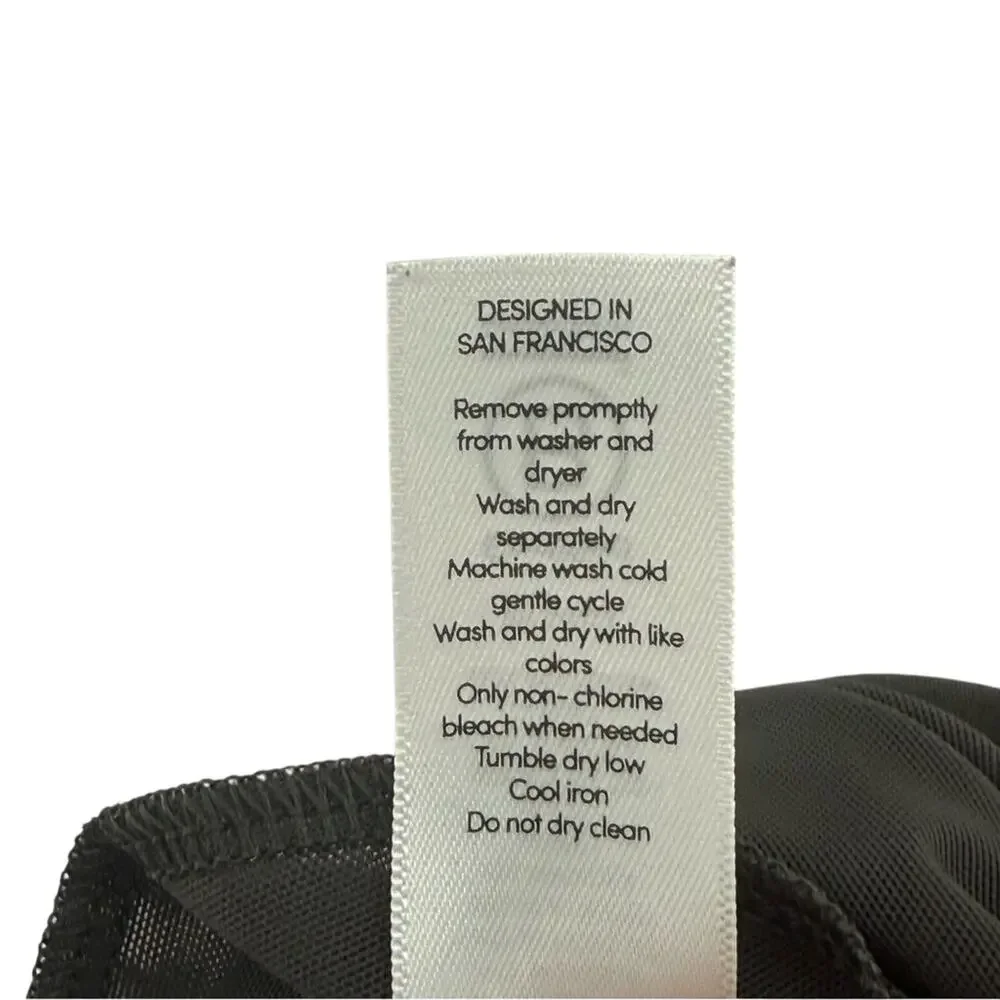 DESIGNED IN
SAN FRANCISCO
Remove promptly
from washer and
dryer
Wash and dry
separately
Machine wash cold
gentle cycle
Wash and dry with like
colors
Only non- chlorine
bleach when needed
Tumble dry low
Cool iron
Do not dry clean